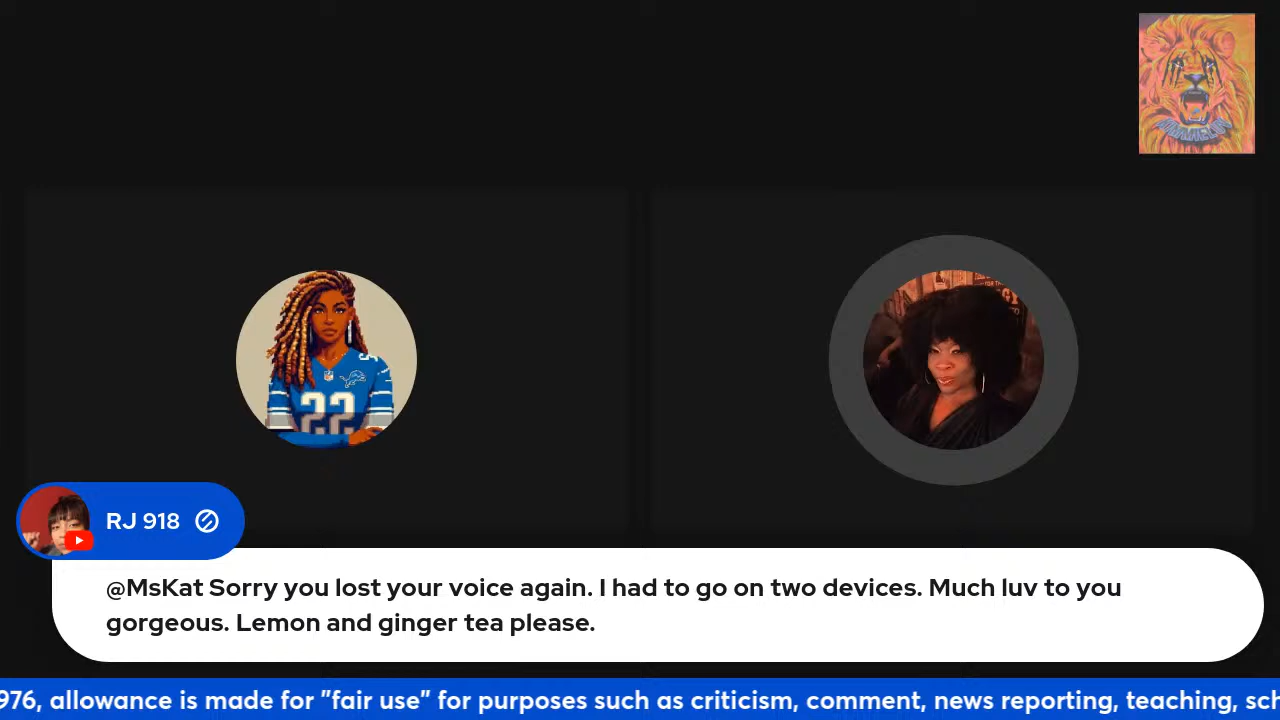 22
RJ 918
@MsKat Sorry you lost your voice again. I had to go on two devices. Much luv to you
gorgeous. Lemon and ginger tea please.
976, allowance is made for "fair use" for purposes such as criticism, comment, news reporting, teaching, sch